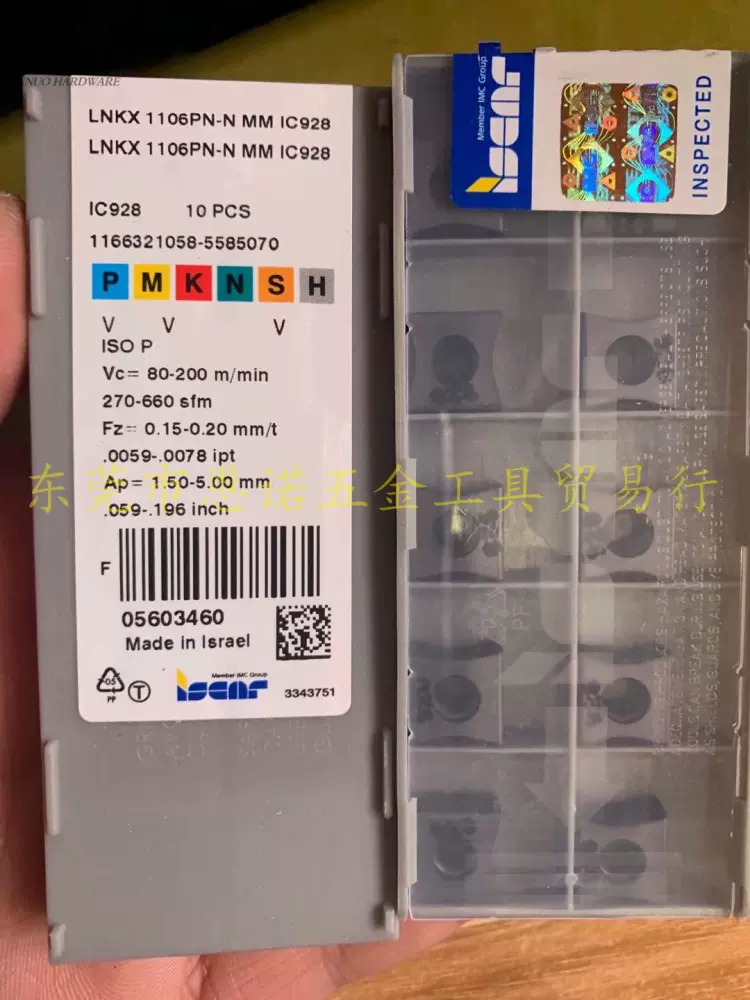 NUO HARDWARE
LNKX 1106PN-N MM IC928
LNKX 1106PN-N MM IC928
IC928 10 PCS
1166321058-5585070
P M K N S H
V V V
ISO P
Vc= 80-200 m/min
270-660 sfm
Fz= 0.15-0.20 mm/t
.0059-.0078 ipt
Ap= 1.50-5.00 mm
.059-.196 inch
F
05603460
Made in Israel
05
PP
T
Member IMC Group
iscar
3343751
Member IMC Group
iscar
INSPECTED
东莞市思诺五金工具贸易行